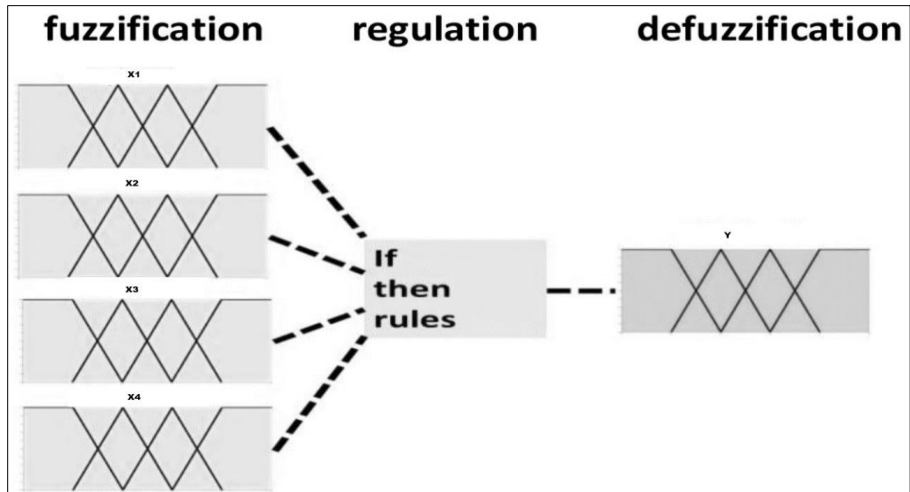 fuzzification
regulation
defuzzification
X1
X2
X3
X4
If
then
rules
Y